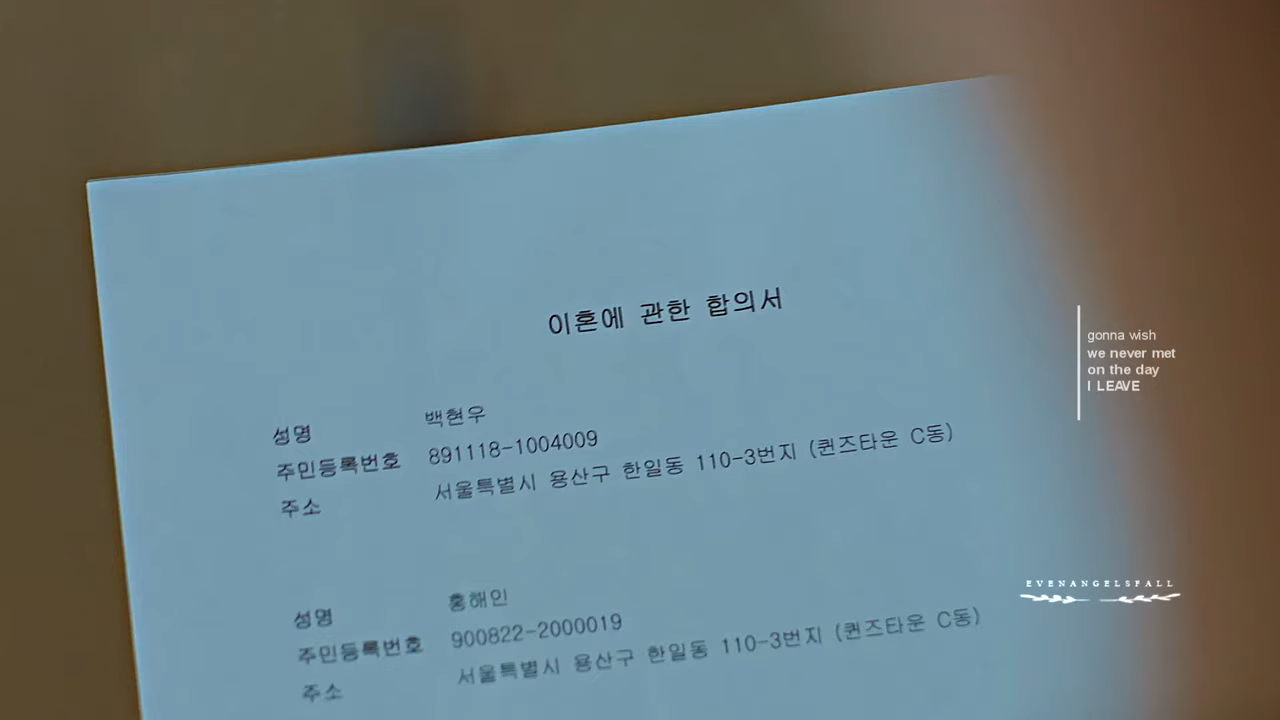 이혼에 관한 합의서
성명 백현우
주민등록번호 891118-1004009
주소 서울특별시 용산구 한일동 110-3번지 (퀸즈타운 C동)
성명 홍해인
주민등록번호 900822-2000019
주소 서울특별시 용산구 한일동 110-3번지 (퀸즈타운 C동)
gonna wish
we never met
on the day
I LEAVE
EVENANGELSFALL